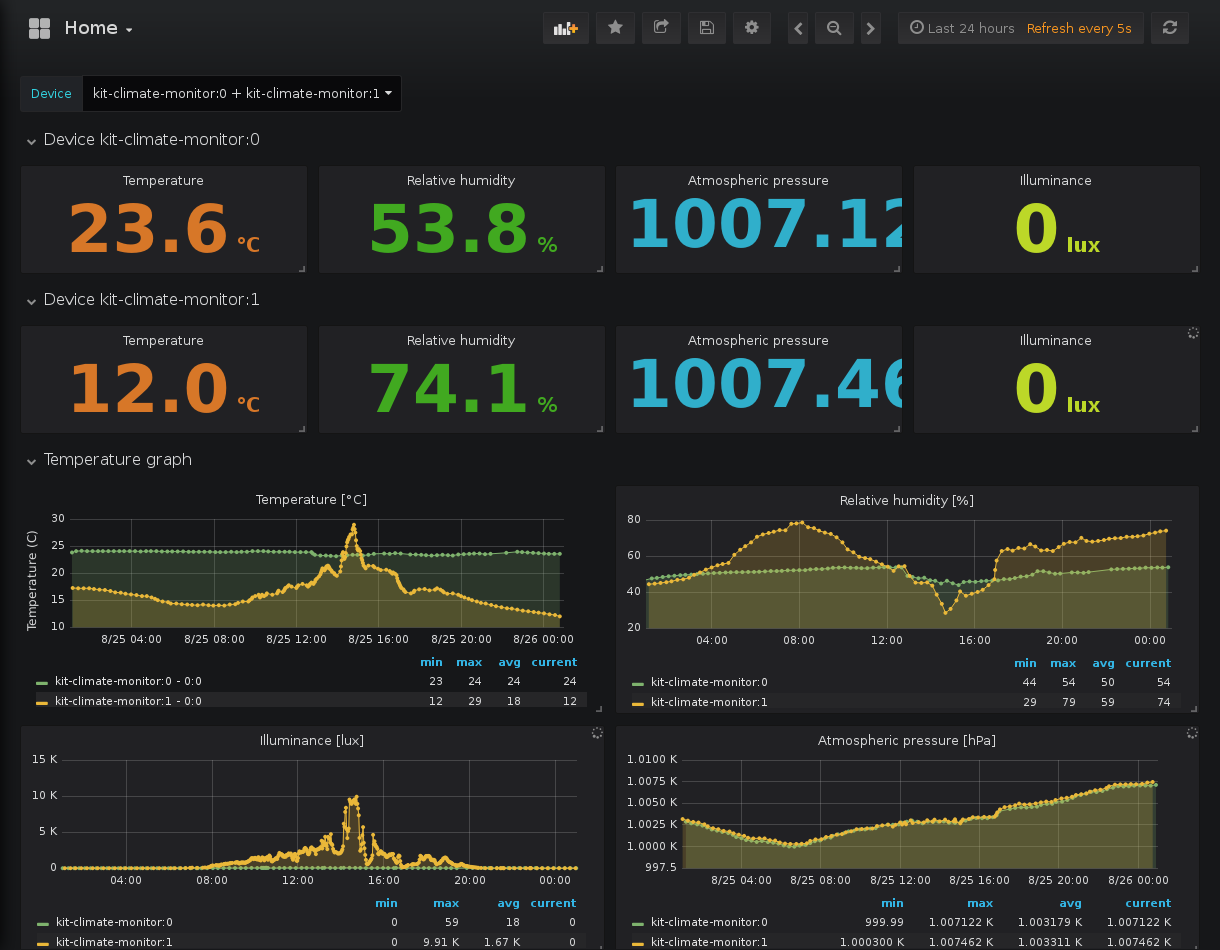 Home
Last 24 hours Refresh every 5s
Device kit-climate-monitor:0 + kit-climate-monitor:1
Device kit-climate-monitor:0
Temperature Relative humidity Atmospheric pressure Illuminance
23.6 °C 53.8 % 1007.12 0 lux
Device kit-climate-monitor:1
Temperature Relative humidity Atmospheric pressure Illuminance
12.0 °C 74.1 % 1007.46 0 lux
Temperature graph
Temperature [°C]
Temperature (C)
30
25
20
15
10
8/25 04:00 8/25 08:00 8/25 12:00 8/25 16:00 8/25 20:00 8/26 00:00
min max avg current
kit-climate-monitor:0 - 0:0 23 24 24 24
kit-climate-monitor:1 - 0:0 12 29 18 12
Relative humidity [%]
80
60
40
20
04:00 08:00 12:00 16:00 20:00 00:00
min max avg current
kit-climate-monitor:0 44 54 50 54
kit-climate-monitor:1 29 79 59 74
Illuminance [lux]
15 K
10 K
5 K
0
04:00 08:00 12:00 16:00 20:00 00:00
min max avg current
kit-climate-monitor:0 0 59 18 0
kit-climate-monitor:1 0 9.91 K 1.67 K 0
Atmospheric pressure [hPa]
1.0100 K
1.0075 K
1.0050 K
1.0025 K
1.0000 K
997.5
8/25 04:00 8/25 08:00 8/25 12:00 8/25 16:00 8/25 20:00 8/26 00:00
min max avg current
kit-climate-monitor:0 999.99 1.007122 K 1.003179 K 1.007122 K
kit-climate-monitor:1 1.000300 K 1.007462 K 1.003311 K 1.007462 K